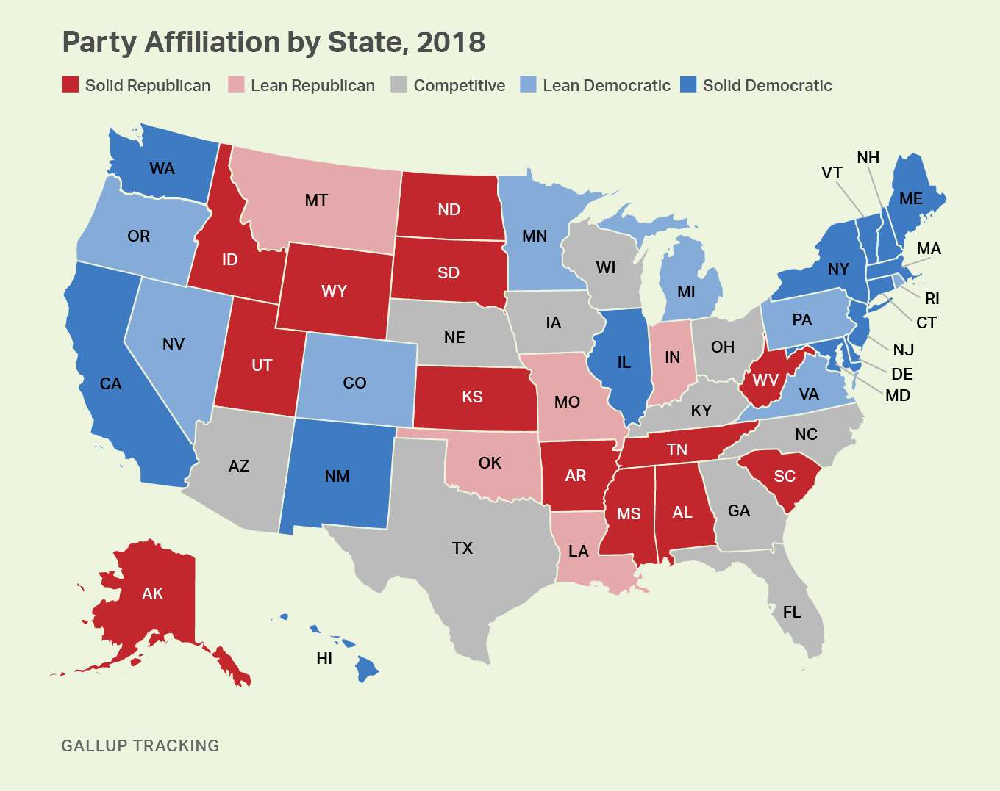 Party Affiliation by State, 2018
Solid Republican Lean Republican Competitive Lean Democratic Solid Democratic
NH
WA
VT
ME
MT
ND
OR
MN
MA
ID
WI
NY
SD
WY
MI
RI
PA
IA
CT
NE
NV
OH
NJ
UT
IN
IL
DE
CO
CA
WV
VA
MD
KS
MO
KY
NC
TN
AZ
OK
NM
AR
SC
GA
MS
AL
TX
LA
AK
FL
HI
GALLUP TRACKING